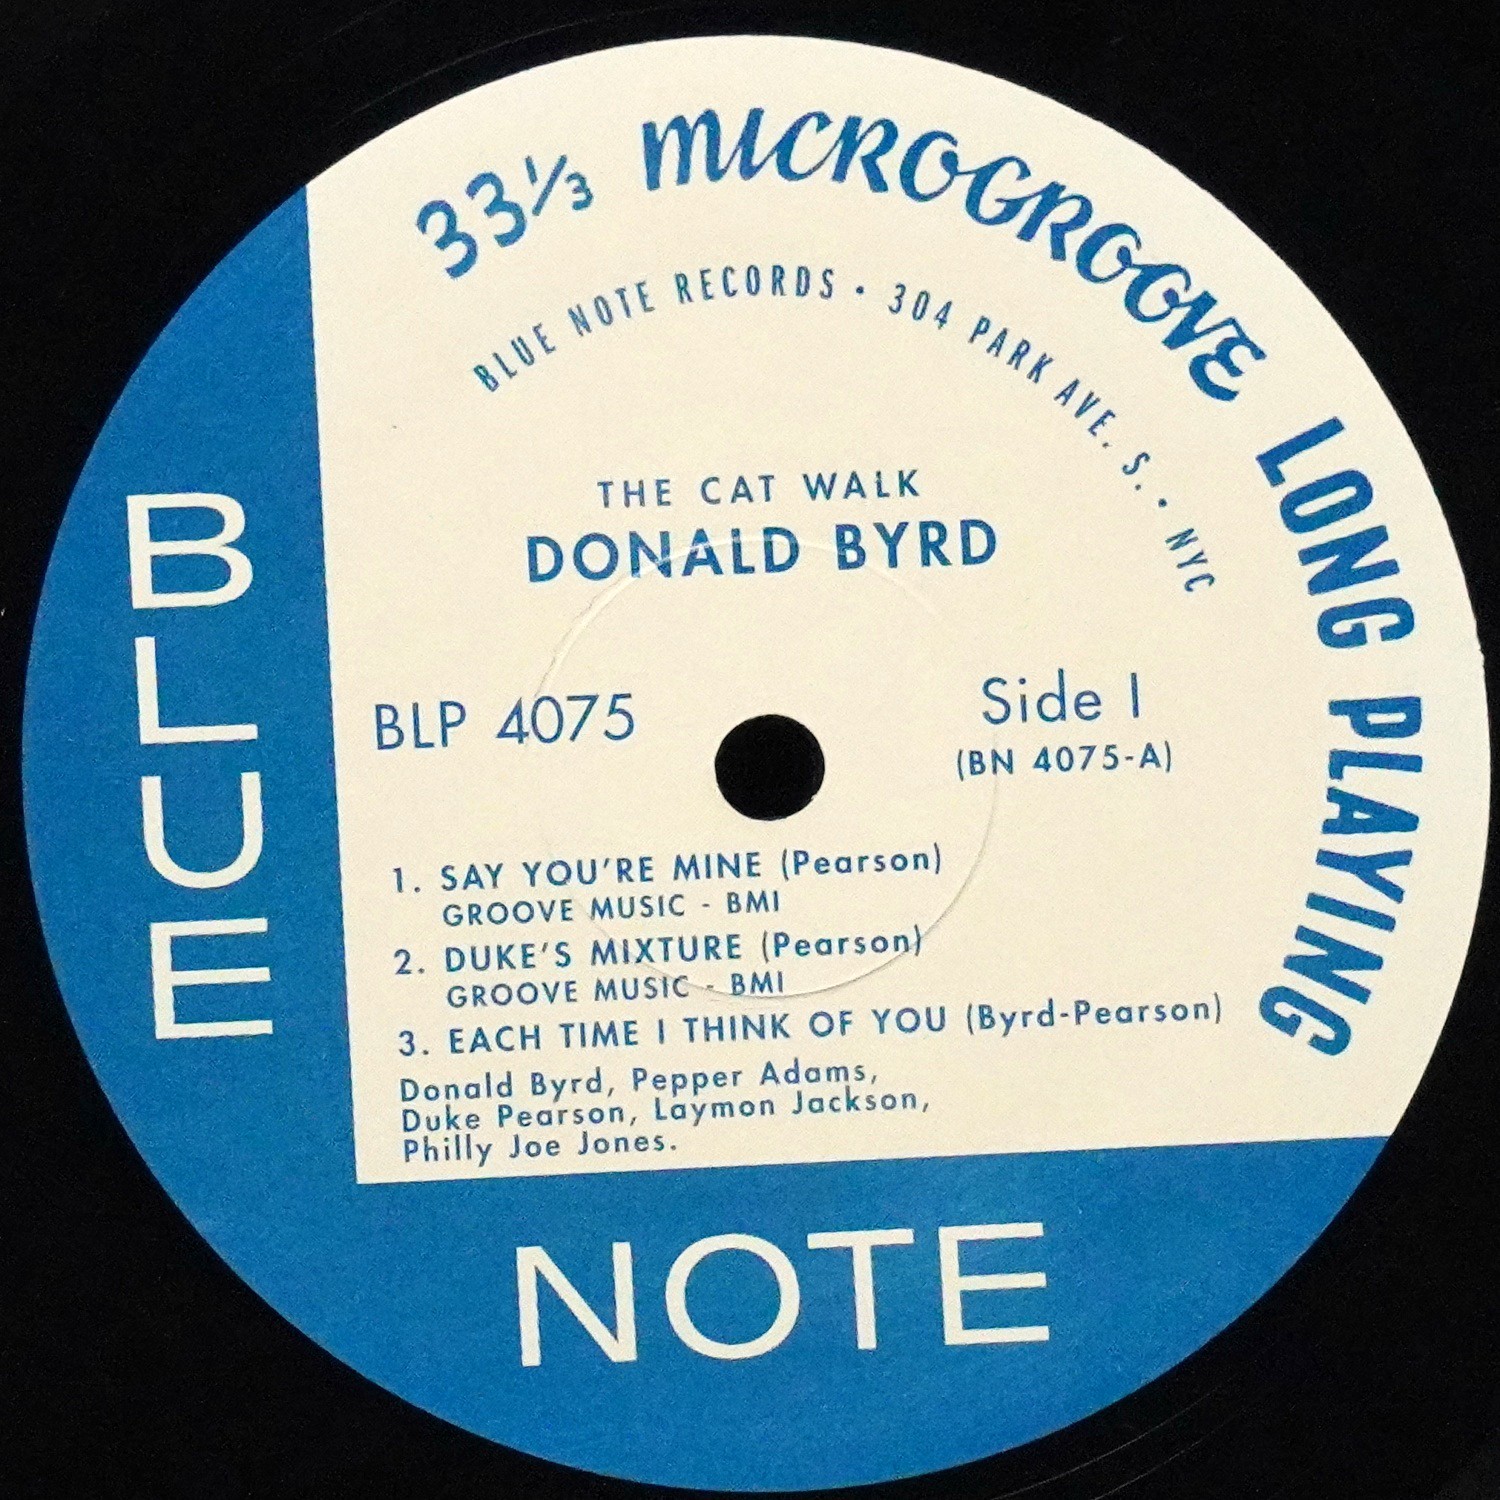 33⅓ MICROGROOVE LONG PLAYING
BLUE NOTE RECORDS · 304 PARK AVE. S. · NYC
THE CAT WALK
DONALD BYRD
BLP 4075
Side 1
(BN 4075-A)
1. SAY YOU'RE MINE (Pearson)
GROOVE MUSIC - BMI
2. DUKE'S MIXTURE (Pearson)
GROOVE MUSIC - BMI
3. EACH TIME I THINK OF YOU (Byrd-Pearson)
Donald Byrd, Pepper Adams,
Duke Pearson, Laymon Jackson,
Philly Joe Jones.
BLUE
NOTE